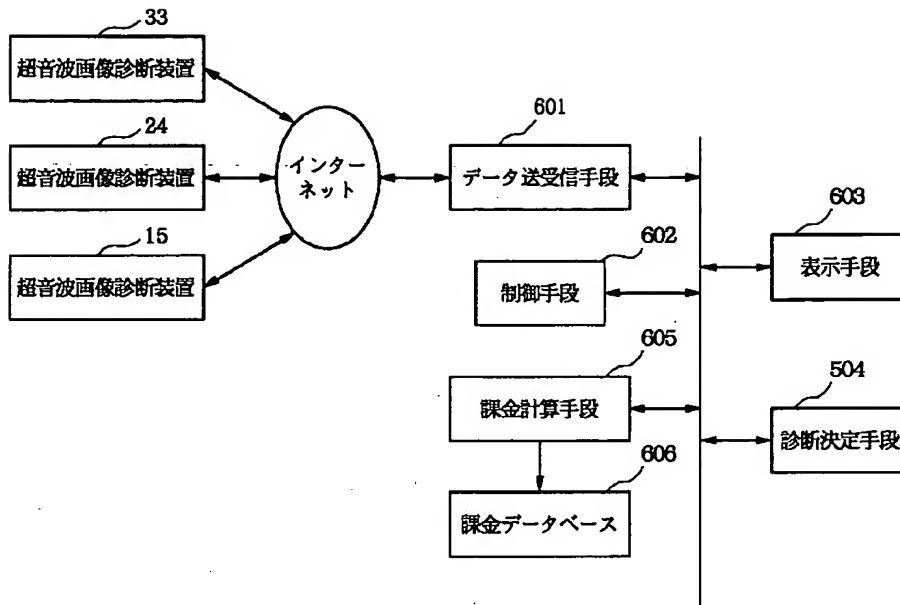 33
超音波画像診断装置
24
超音波画像診断装置
15
超音波画像診断装置
インター
ネット
601
データ送受信手段
602
制御手段
603
表示手段
605
課金計算手段
504
診断決定手段
606
課金データベース